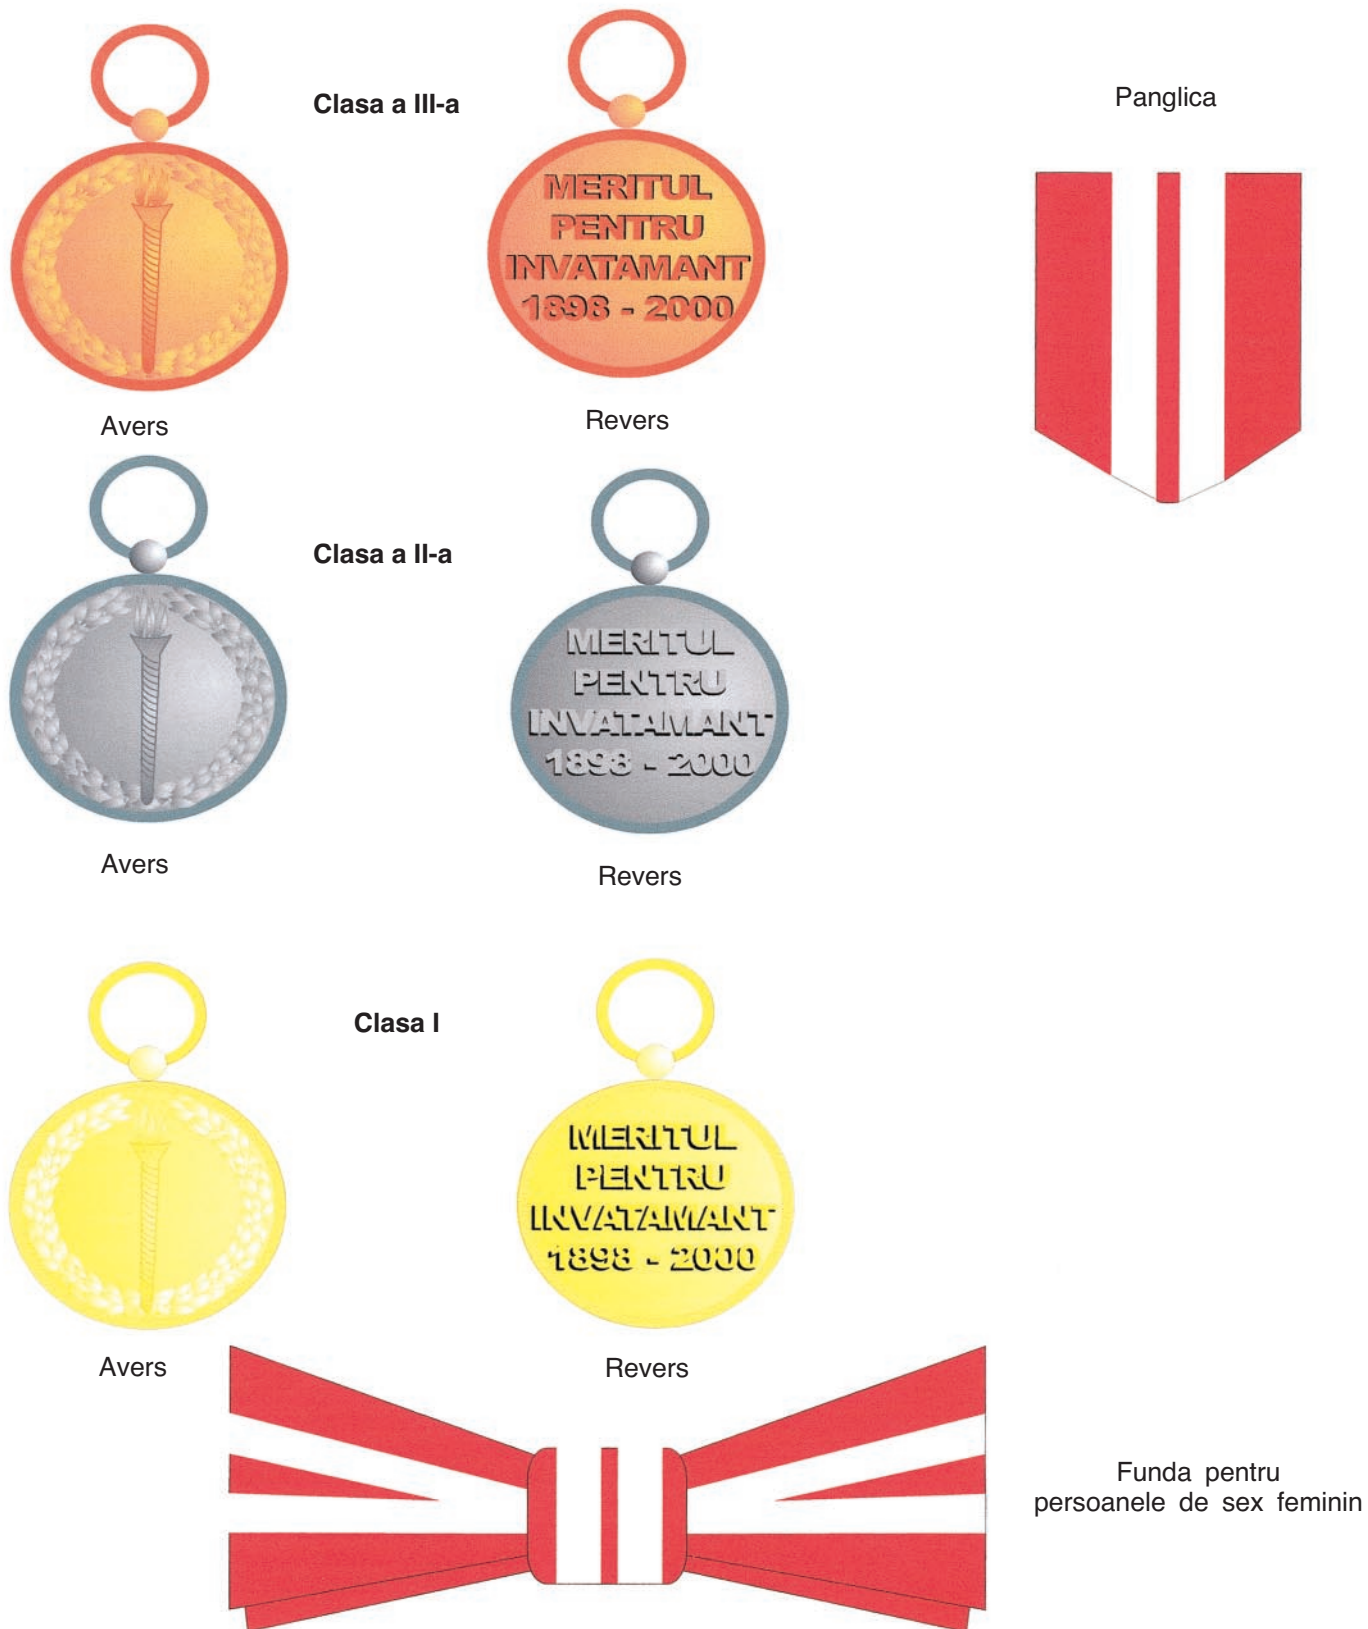 Clasa a III-a
Panglica
MERITUL
PENTRU
INVATAMANT
1898 - 2000
Avers
Revers
Clasa a II-a
MERITUL
PENTRU
INVATAMANT
1898 - 2000
Avers
Revers
Clasa I
MERITUL
PENTRU
INVATAMANT
1898 - 2000
Avers
Revers
Funda pentru
persoanele de sex feminin